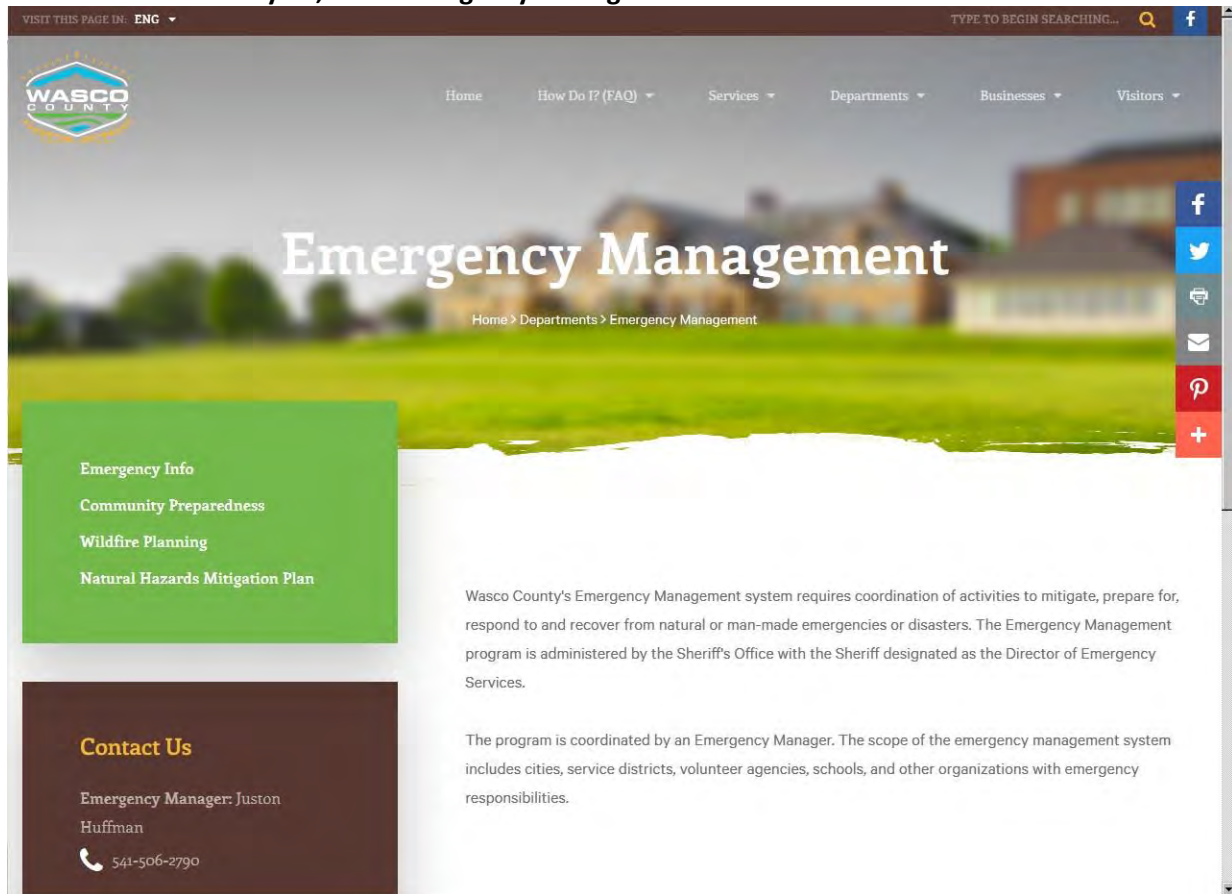 VISIT THIS PAGE IN: ENG
TYPE TO BEGIN SEARCHING...
WASCO
COUNTY
Home How Do I? (FAQ) Services Departments Businesses Visitors
Emergency Management
Home > Departments > Emergency Management
Emergency Info
Community Preparedness
Wildfire Planning
Natural Hazards Mitigation Plan
Wasco County's Emergency Management system requires coordination of activities to mitigate, prepare for,
respond to and recover from natural or man-made emergencies or disasters. The Emergency Management
program is administered by the Sheriff's Office with the Sheriff designated as the Director of Emergency
Services.
The program is coordinated by an Emergency Manager. The scope of the emergency management system
includes cities, service districts, volunteer agencies, schools, and other organizations with emergency
responsibilities.
Contact Us
Emergency Manager: Juston
Huffman
541-506-2790